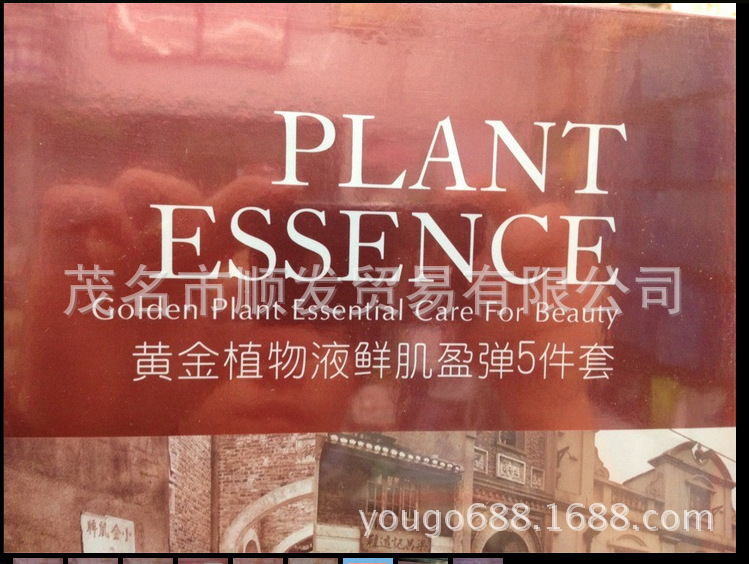 PLANT
ESSENCE
茂名市顺发贸易有限公司
Golden Plant Essential Care For Beauty
黄金植物液鲜肌盈弹5件套
yougo688.1688.com